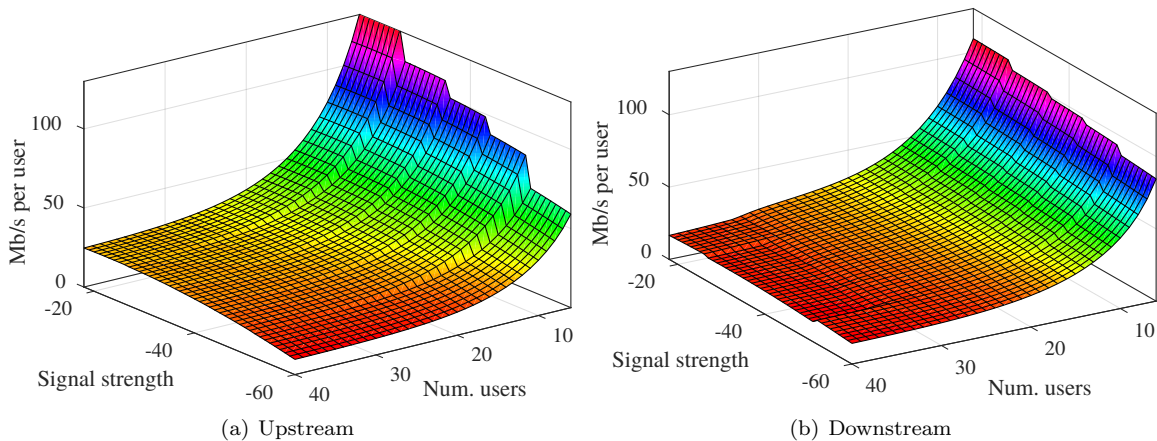 Mb/s per user
100
50
0
-20
-40
-60
Signal strength
40
30
20
10
Num. users
(a) Upstream
Mb/s per user
100
50
0
-20
-40
-60
Signal strength
40
30
20
10
Num. users
(b) Downstream